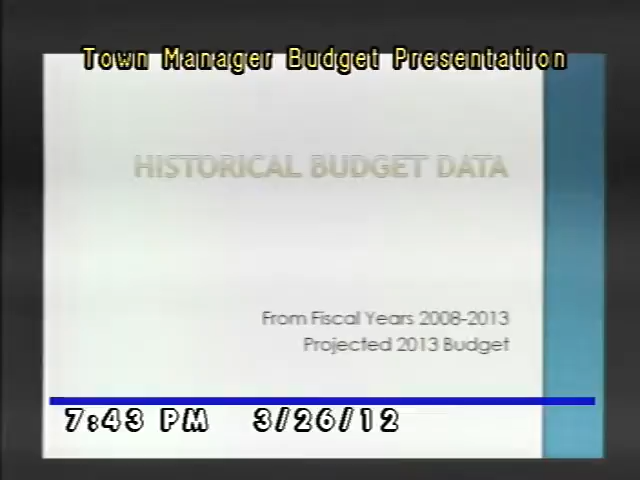 Town Manager Budget Presentation
HISTORICAL BUDGET DATA
From Fiscal Years 2008-2013
Projected 2013 Budget
7:43 PM 3/26/12